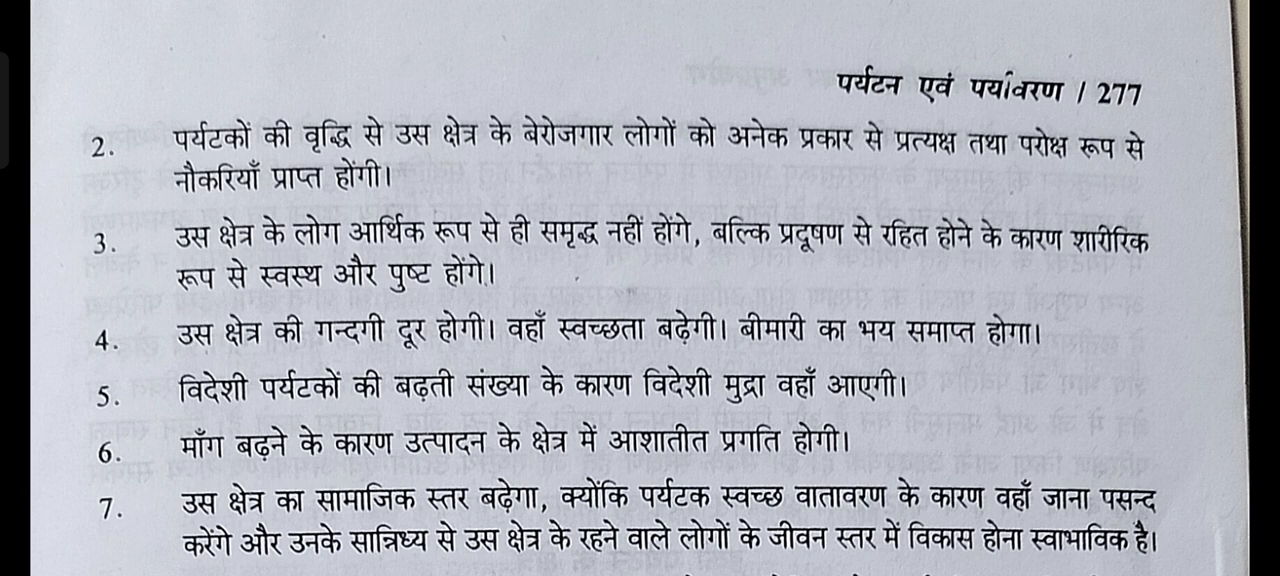 पर्यटन एवं पर्यावरण / 277
2. पर्यटकों की वृद्धि से उस क्षेत्र के बेरोजगार लोगों को अनेक प्रकार से प्रत्यक्ष तथा परोक्ष रूप से
नौकरियाँ प्राप्त होंगी।
3. उस क्षेत्र के लोग आर्थिक रूप से ही समृद्ध नहीं होंगे, बल्कि प्रदूषण से रहित होने के कारण शारीरिक
रूप से स्वस्थ और पुष्ट होंगे।
4. उस क्षेत्र की गन्दगी दूर होगी। वहाँ स्वच्छता बढ़ेगी। बीमारी का भय समाप्त होगा।
5. विदेशी पर्यटकों की बढ़ती संख्या के कारण विदेशी मुद्रा वहाँ आएगी।
6. माँग बढ़ने के कारण उत्पादन के क्षेत्र में आशातीत प्रगति होगी।
7. उस क्षेत्र का सामाजिक स्तर बढ़ेगा, क्योंकि पर्यटक स्वच्छ वातावरण के कारण वहाँ जाना पसन्द
करेंगे और उनके सान्निध्य से उस क्षेत्र के रहने वाले लोगों के जीवन स्तर में विकास होना स्वाभाविक है।